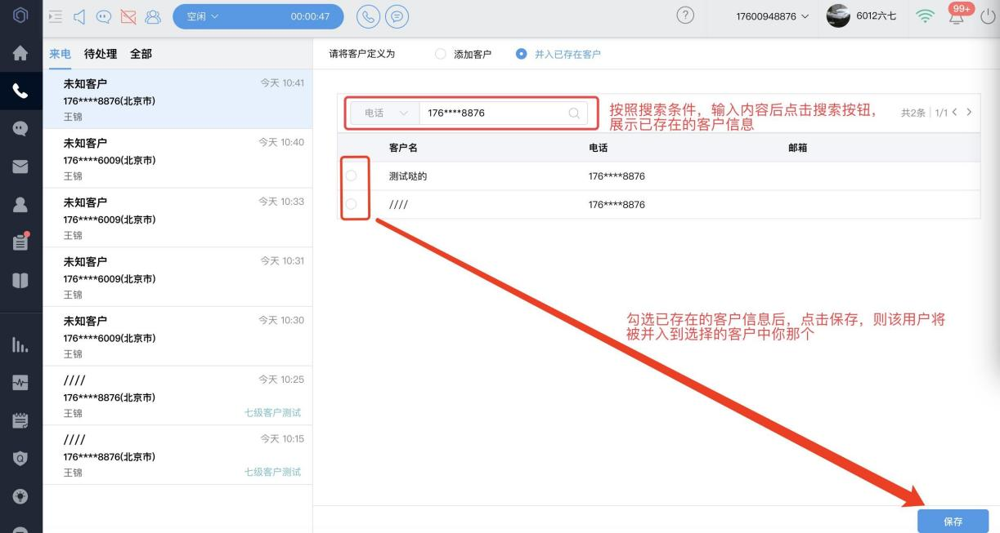 空闲 00:00:47
?
17600948876
6012六七
99+
来电 待处理 全部
未知客户 今天 10:41
176****8876(北京市)
王锦
未知客户 今天 10:40
176****6009(北京市)
王锦
未知客户 今天 10:33
176****6009(北京市)
王锦
未知客户 今天 10:31
176****6009(北京市)
王锦
未知客户 今天 10:30
176****6009(北京市)
王锦
//// 今天 10:25
176****8876(北京市)
王锦 七级客户测试
//// 今天 10:15
176****8876(北京市)
王锦 七级客户测试
请将客户定义为 添加客户 并入已存在客户
电话 176****8876
按照搜索条件，输入内容后点击搜索按钮，
展示已存在的客户信息
共2条 1/1
客户名 电话 邮箱
测试哒的 176****8876
//// 176****8876
勾选已存在的客户信息后，点击保存，则该用户将
被并入到选择的客户中你那个
保存